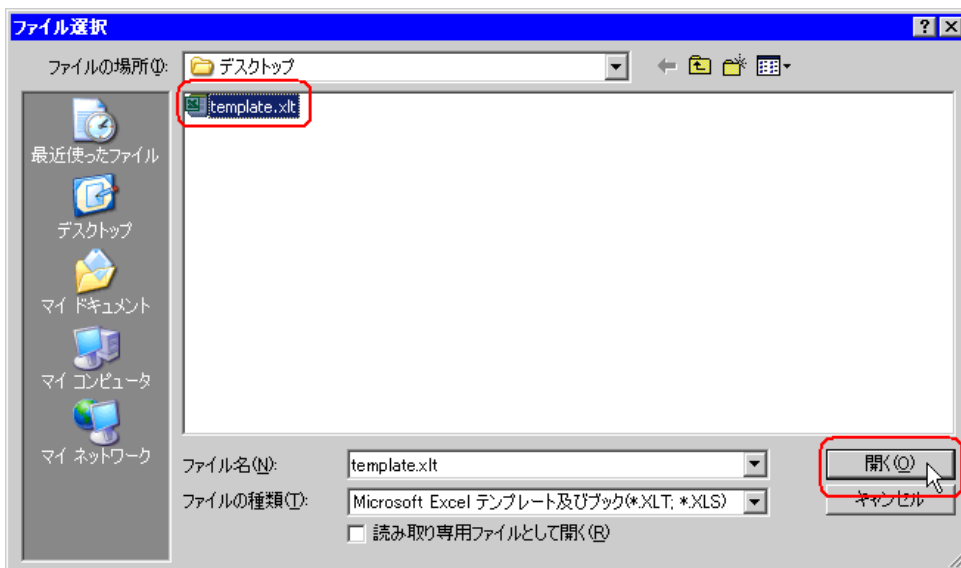 ファイル選択
ファイルの場所(I):
デスクトップ
template.xlt
最近使ったファイル
デスクトップ
マイ ドキュメント
マイ コンピュータ
マイ ネットワーク
ファイル名(N):
template.xlt
開く(O)
ファイルの種類(T):
Microsoft Excel テンプレート及びブック(*.XLT; *.XLS)
キャンセル
読み取り専用ファイルとして開く(R)